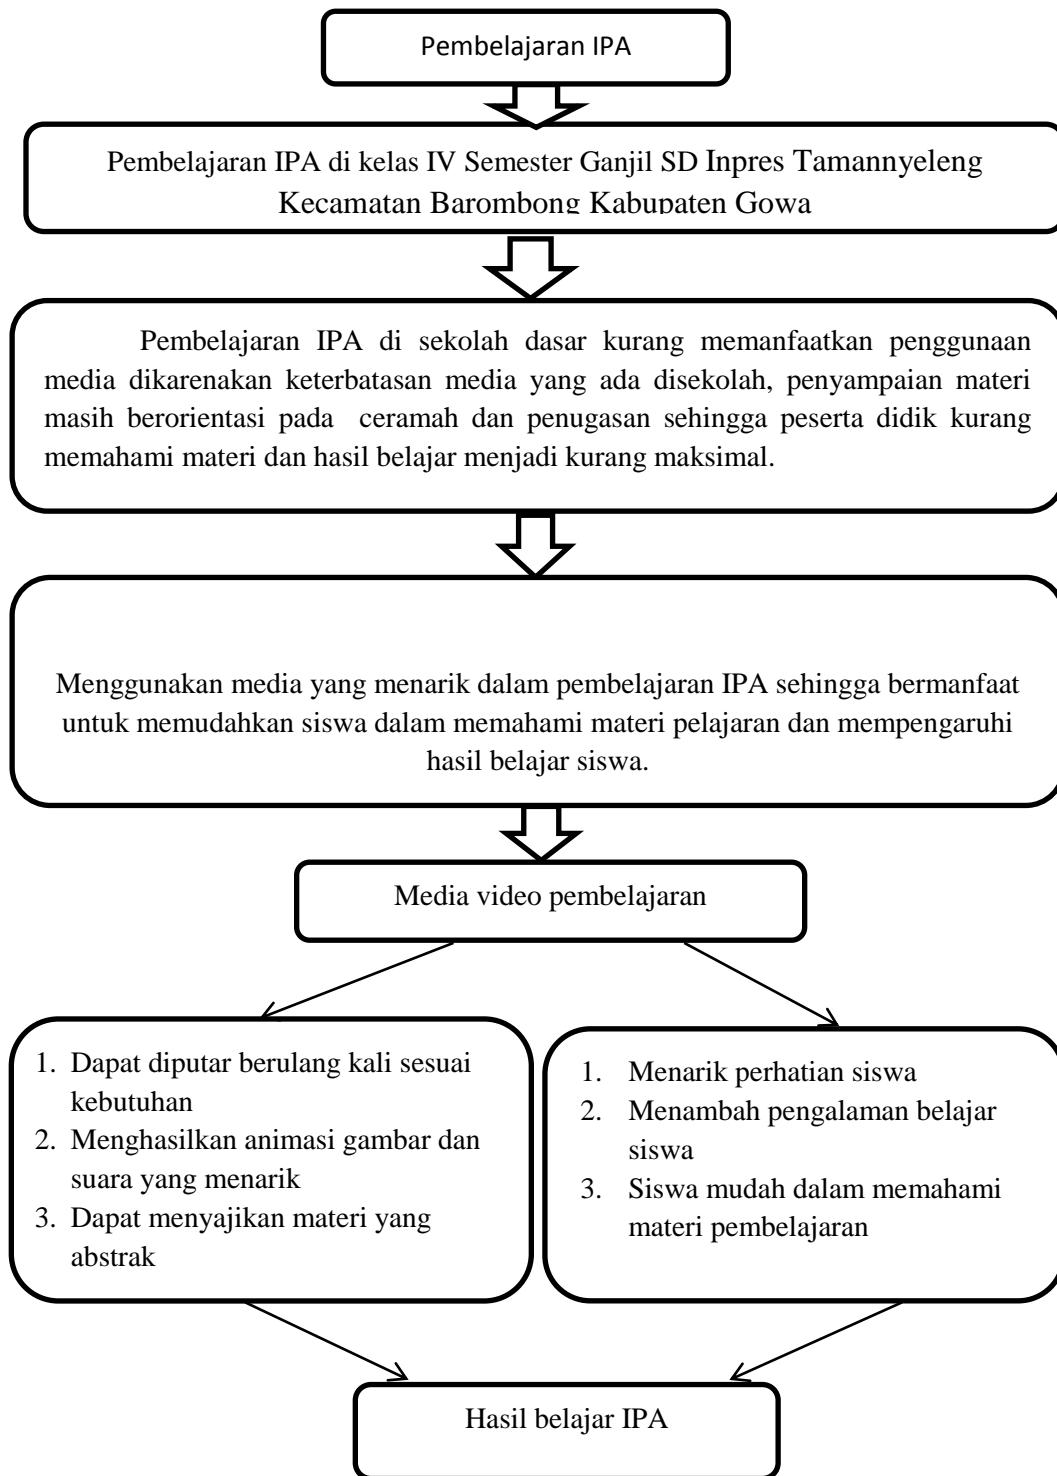 Pembelajaran IPA
Pembelajaran IPA di kelas IV Semester Ganjil SD Inpres Tamannyeleng
Kecamatan Barombong Kabupaten Gowa
Pembelajaran IPA di sekolah dasar kurang memanfaatkan penggunaan
media dikarenakan keterbatasan media yang ada disekolah, penyampaian materi
masih berorientasi pada ceramah dan penugasan sehingga peserta didik kurang
memahami materi dan hasil belajar menjadi kurang maksimal.
Menggunakan media yang menarik dalam pembelajaran IPA sehingga bermanfaat
untuk memudahkan siswa dalam memahami materi pelajaran dan mempengaruhi
hasil belajar siswa.
Media video pembelajaran
1. Dapat diputar berulang kali sesuai
kebutuhan
2. Menghasilkan animasi gambar dan
suara yang menarik
3. Dapat menyajikan materi yang
abstrak
1. Menarik perhatian siswa
2. Menambah pengalaman belajar
siswa
3. Siswa mudah dalam memahami
materi pembelajaran
Hasil belajar IPA